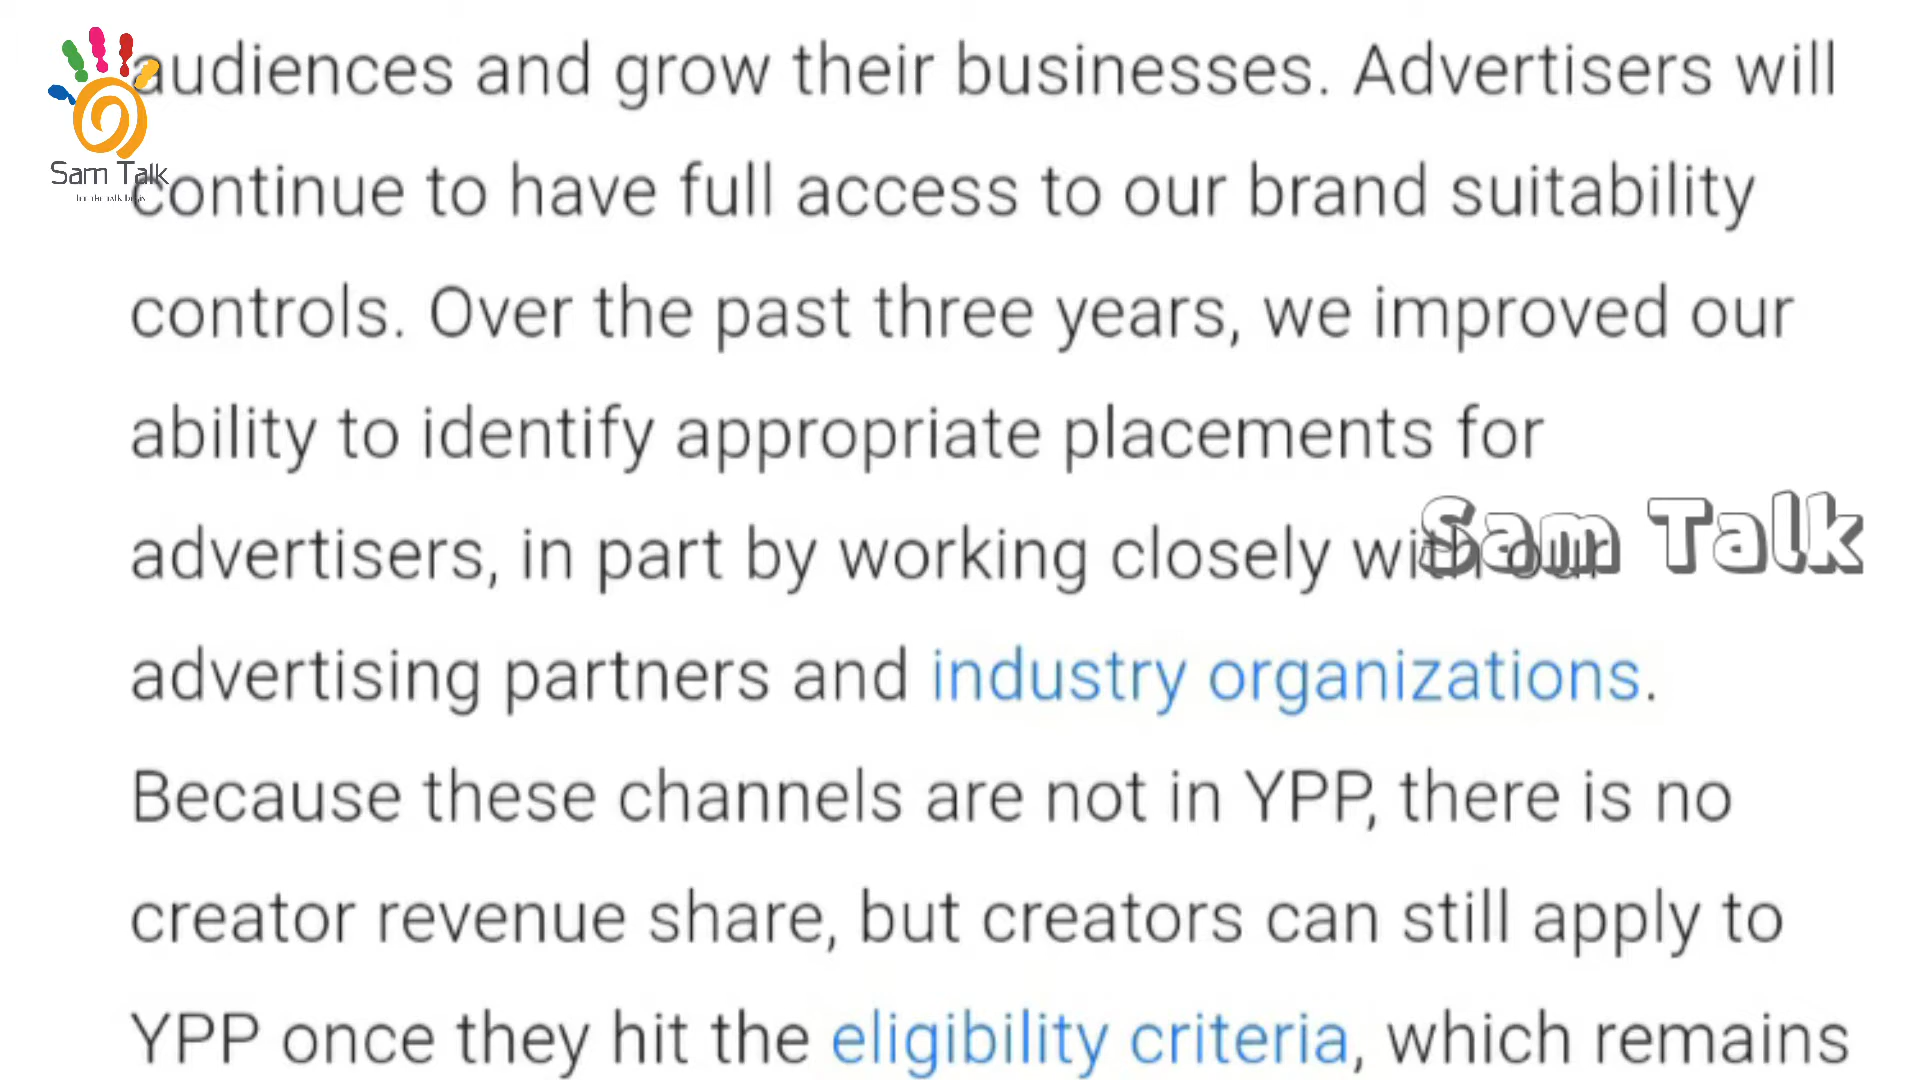 audiences and grow their businesses. Advertisers will
Sam Talk
continue to have full access to our brand suitability
controls. Over the past three years, we improved our
ability to identify appropriate placements for
advertisers, in part by working closely with our
Sam Talk
advertising partners and industry organizations.
Because these channels are not in YPP, there is no
creator revenue share, but creators can still apply to
YPP once they hit the eligibility criteria, which remains